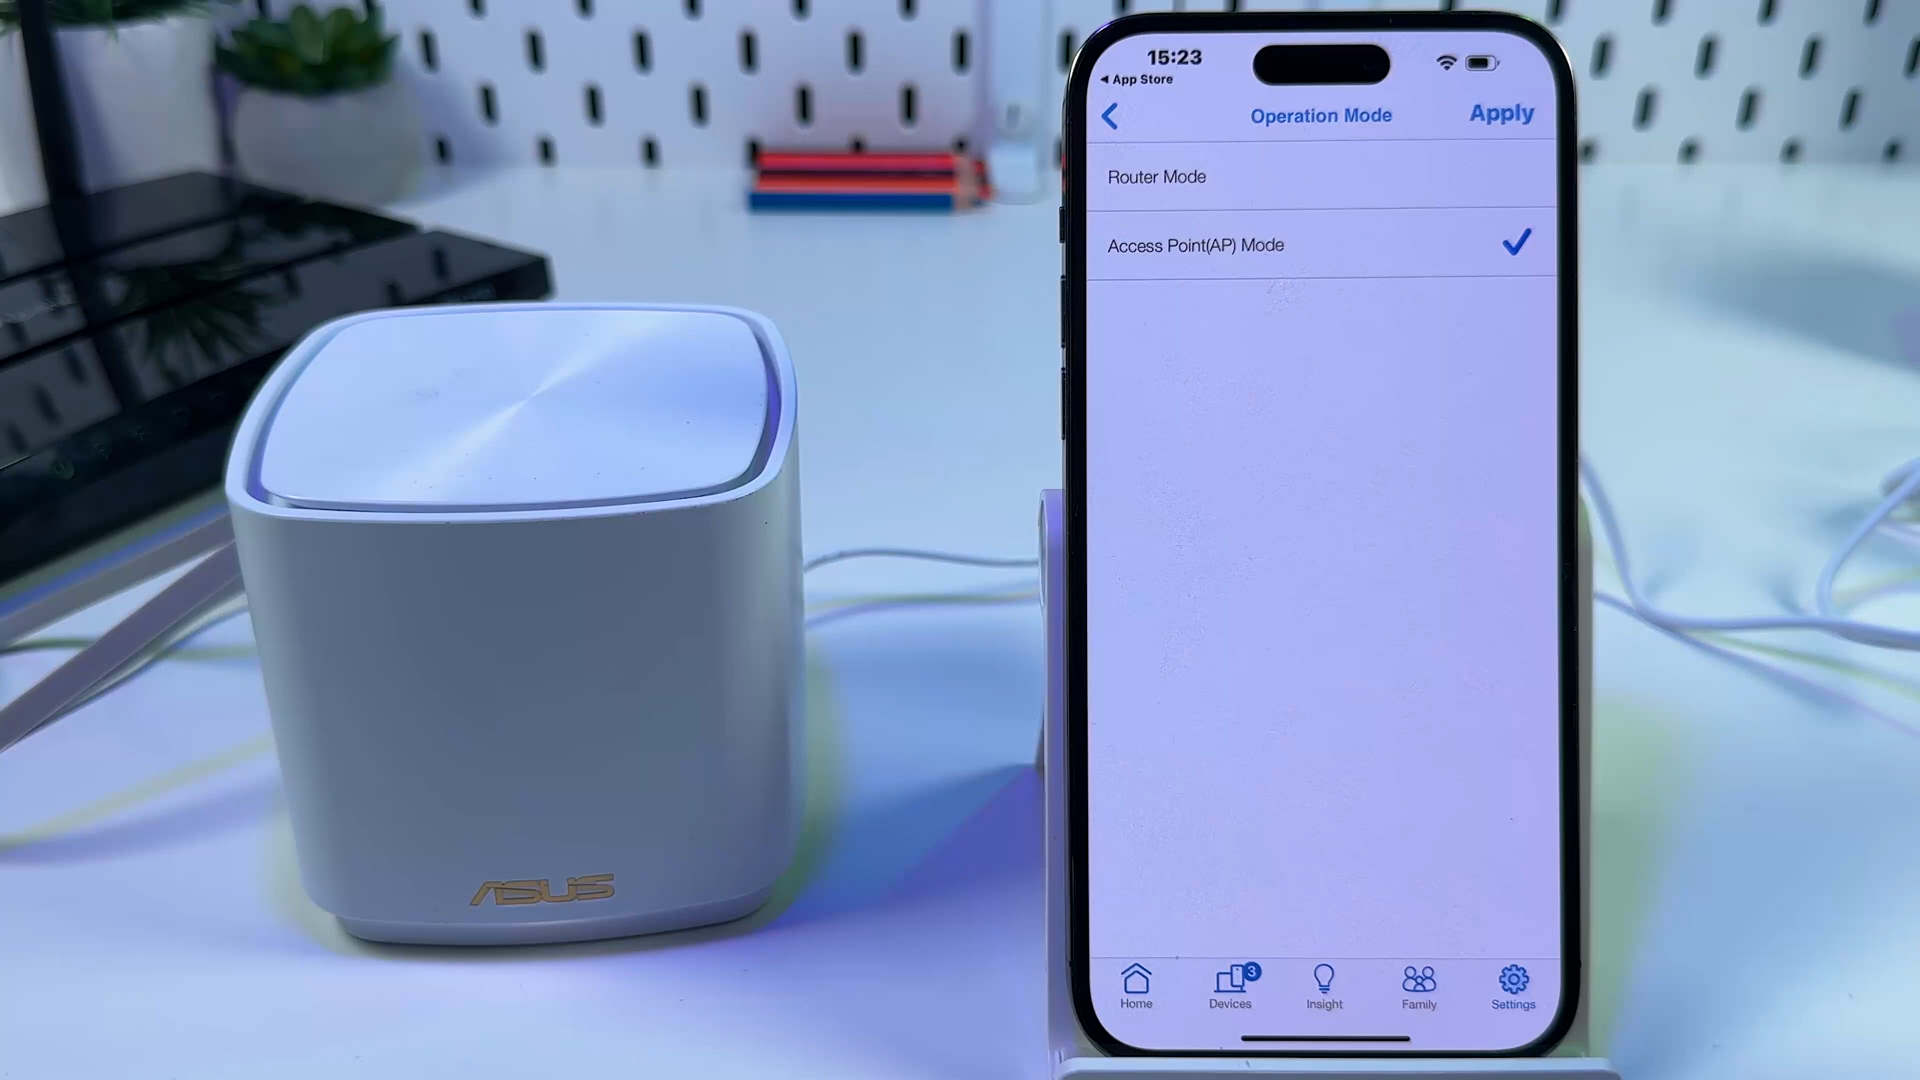 15:23
◀ App Store
Operation Mode
Apply
Router Mode
Access Point(AP) Mode
3
Home
Devices
Insight
Family
Settings
ASUS